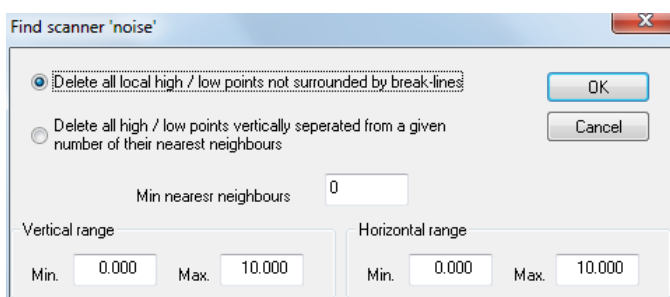 Find scanner 'noise'
Delete all local high / low points not surrounded by break-lines
OK
Delete all high / low points vertically seperated from a given
number of their nearest neighbours
Cancel
Min nearesr neighbours 0
Vertical range Horizontal range
Min. 0.000 Max. 10.000 Min. 0.000 Max. 10.000